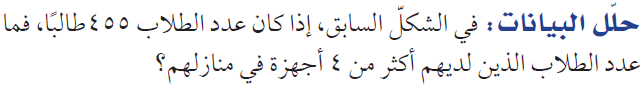 حلّل البيانات: في الشكلّ السابق، إذا كان عدد الطلاب ٤٥٥ طالبًا، فما
عدد الطلاب الذين لديهم أكثر من ٤ أجهزة في منازلهم؟